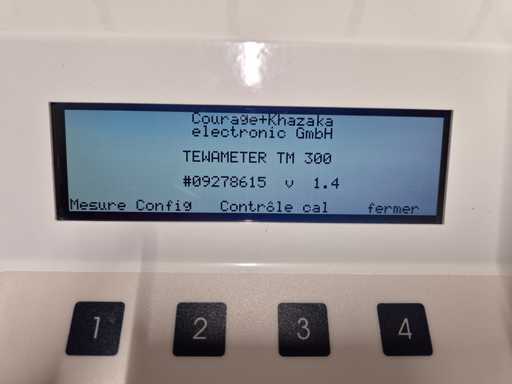 Courage+Khazaka
electronic GmbH
TEWAMETER TM 300
#09278615 v 1.4
Mesure Config Contrôle cal fermer
1 2 3 4